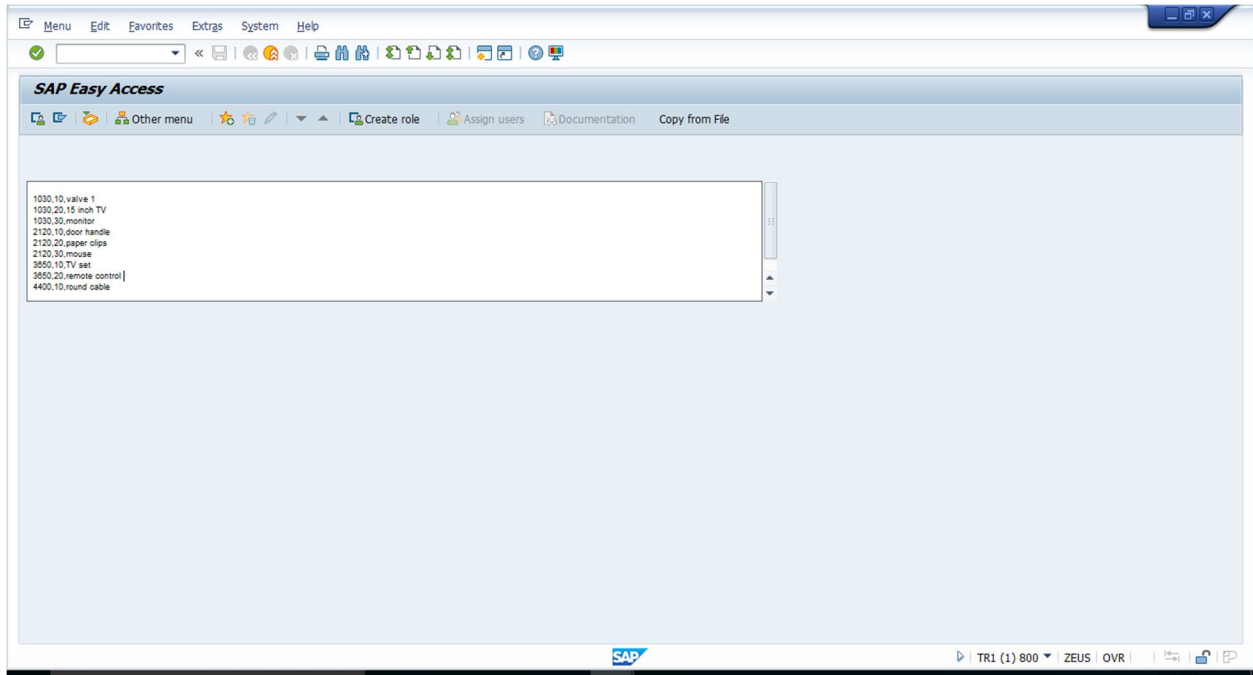 Menu Edit Favorites Extras System Help
SAP Easy Access
Other menu Create role Assign users Documentation Copy from File
1030,10,valve 1
1030,20,15 inch TV
1030,30,monitor
2120,10,door handle
2120,20,paper clips
2120,30,mouse
3650,10,TV set
3650,20,remote control
4400,10,round cable
SAP TR1 (1) 800 ZEUS OVR